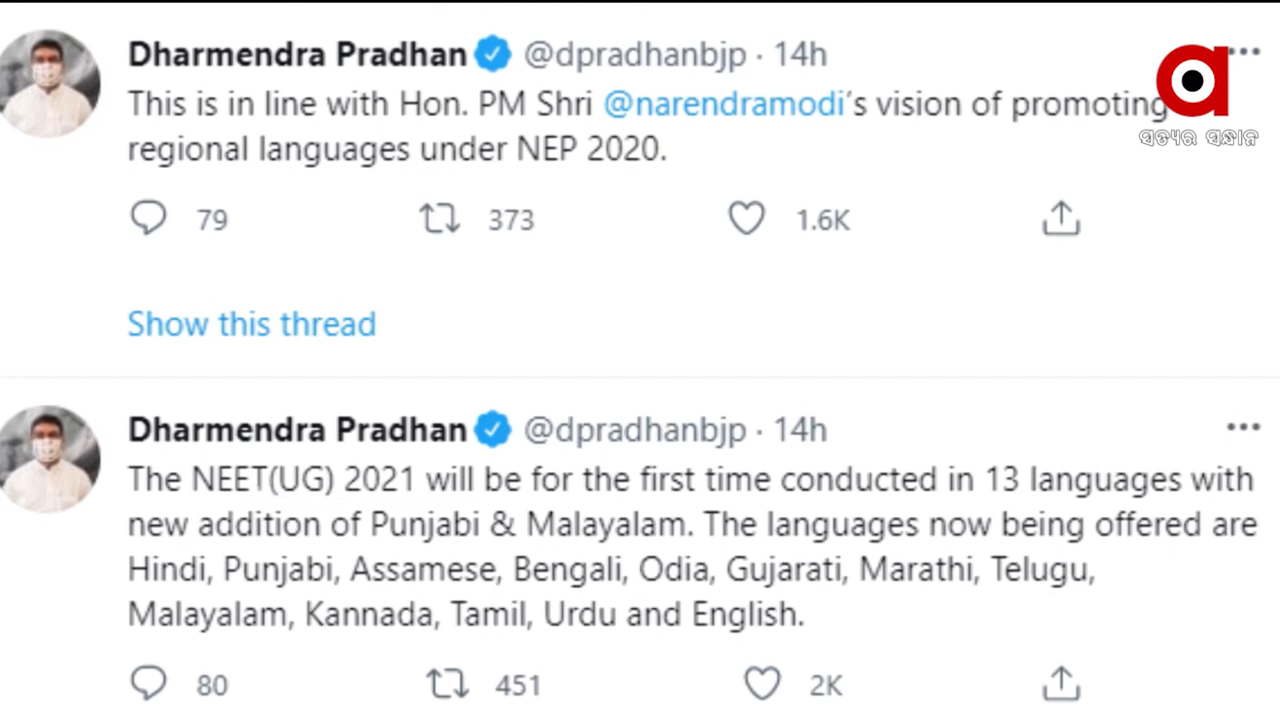 Dharmendra Pradhan @dpradhanbjp · 14h
This is in line with Hon. PM Shri @narendramodi's vision of promoting
regional languages under NEP 2020.
79 373 1.6K
Show this thread
Dharmendra Pradhan @dpradhanbjp · 14h
The NEET(UG) 2021 will be for the first time conducted in 13 languages with
new addition of Punjabi & Malayalam. The languages now being offered are
Hindi, Punjabi, Assamese, Bengali, Odia, Gujarati, Marathi, Telugu,
Malayalam, Kannada, Tamil, Urdu and English.
80 451 2K
a
ସତ୍ୟର ସନ୍ଧାନ